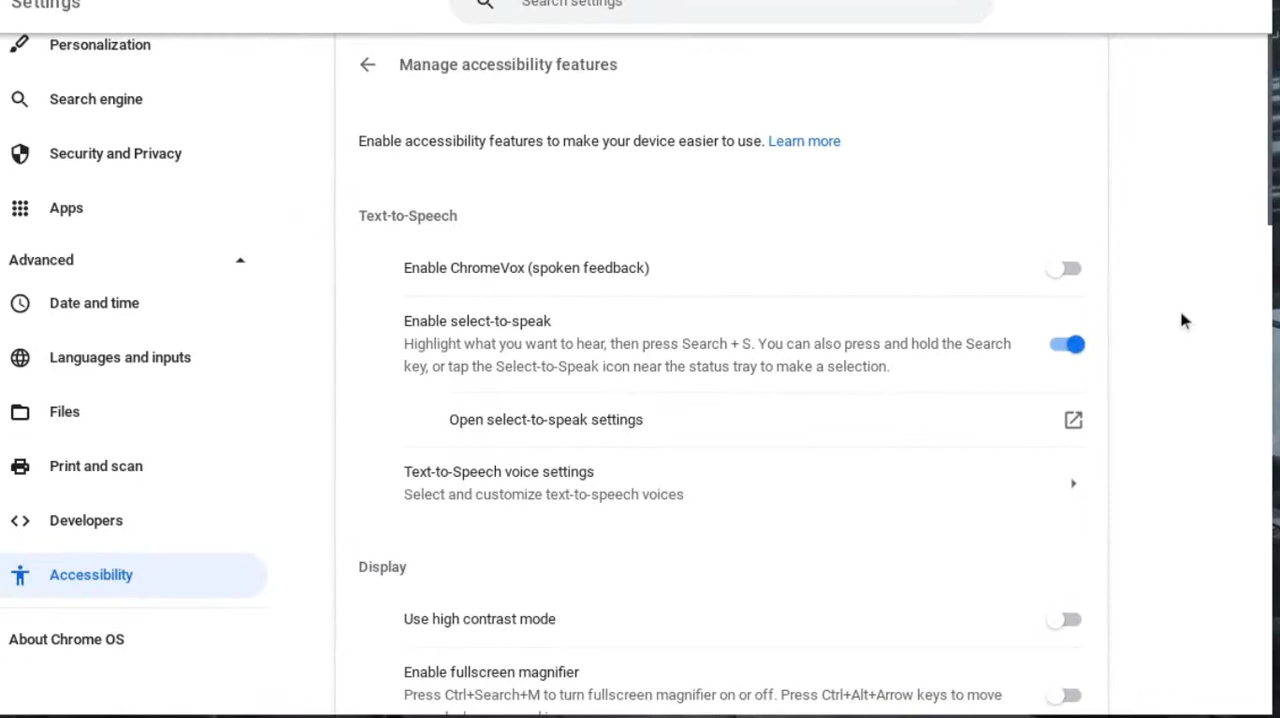 Settings
Search settings
Personalization
Search engine
Security and Privacy
Apps
Advanced
Date and time
Languages and inputs
Files
Print and scan
Developers
Accessibility
About Chrome OS
Manage accessibility features
Enable accessibility features to make your device easier to use. Learn more
Text-to-Speech
Enable ChromeVox (spoken feedback)
Enable select-to-speak
Highlight what you want to hear, then press Search + S. You can also press and hold the Search
key, or tap the Select-to-Speak icon near the status tray to make a selection.
Open select-to-speak settings
Text-to-Speech voice settings
Select and customize text-to-speech voices
Display
Use high contrast mode
Enable fullscreen magnifier
Press Ctrl+Search+M to turn fullscreen magnifier on or off. Press Ctrl+Alt+Arrow keys to move